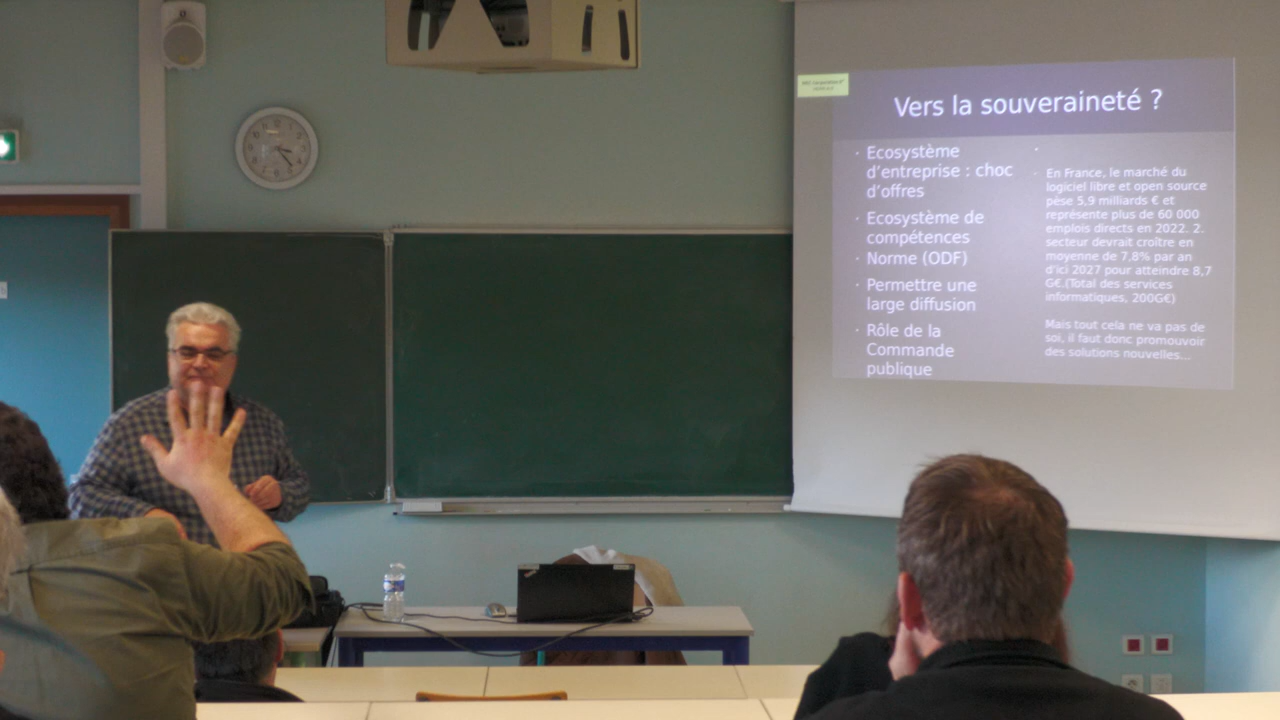 Vers la souveraineté ?
· Ecosystème
d'entreprise : choc
d'offres
· Ecosystème de
compétences
· Norme (ODF)
· Permettre une
large diffusion
· Rôle de la
Commande
publique
·
· En France, le marché du
logiciel libre et open source
pèse 5,9 milliards € et
représente plus de 60 000
emplois directs en 2022. 2.
secteur devrait croître en
moyenne de 7,8% par an
d'ici 2027 pour atteindre 8,7
G€.(Total des services
informatiques, 200G€)
Mais tout cela ne va pas de
soi, il faut donc promouvoir
des solutions nouvelles...